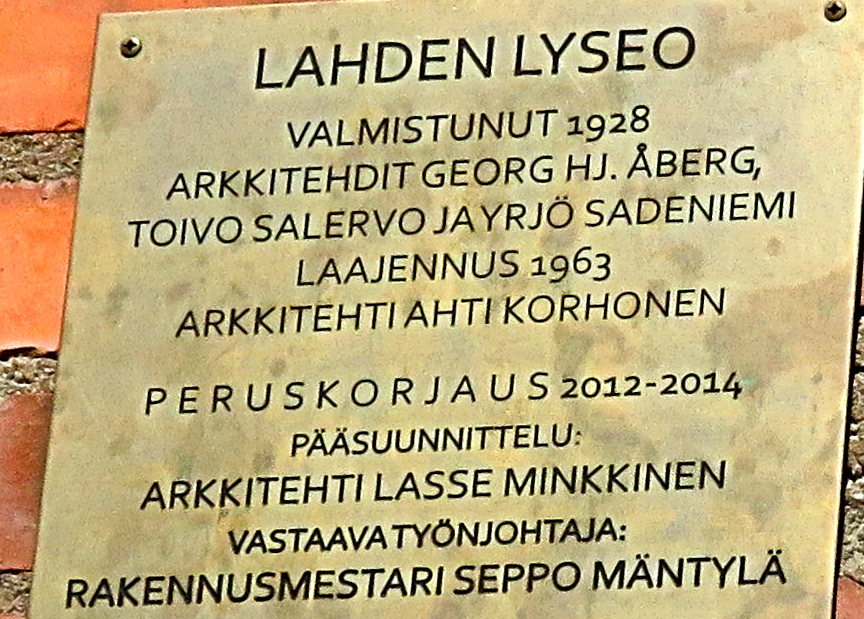 LAHDEN LYSEO
VALMISTUNUT 1928
ARKKITEHDIT GEORG HJ. ÅBERG,
TOIVO SALERVO JA YRJÖ SADENIEMI
LAAJENNUS 1963
ARKKITEHTI AHTI KORHONEN
PERUSKORJAUS 2012-2014
PÄÄSUUNNITTELU:
ARKKITEHTI LASSE MINKKINEN
VASTAAVA TYÖNJOHTAJA:
RAKENNUSMESTARI SEPPO MÄNTYLÄ